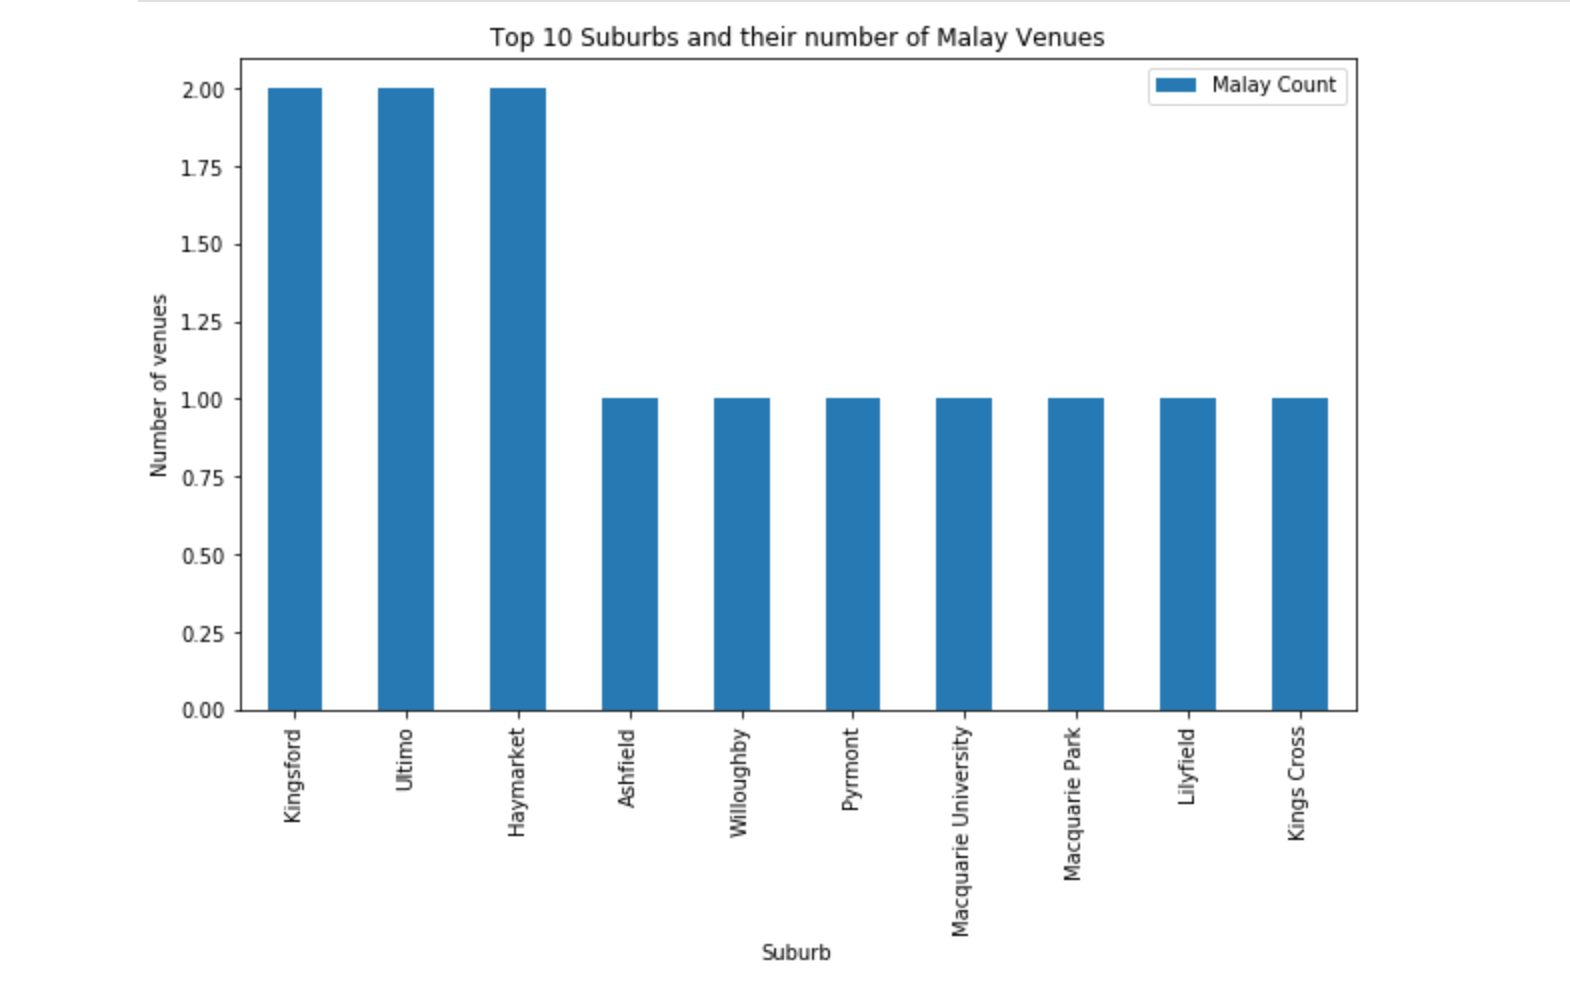 Top 10 Suburbs and their number of Malay Venues
Malay Count
2.00
1.75
1.50
1.25
1.00
0.75
0.50
0.25
0.00
Number of venues
Kingsford
Ultimo
Haymarket
Ashfield
Willoughby
Pyrmont
Macquarie University
Macquarie Park
Lilyfield
Kings Cross
Suburb